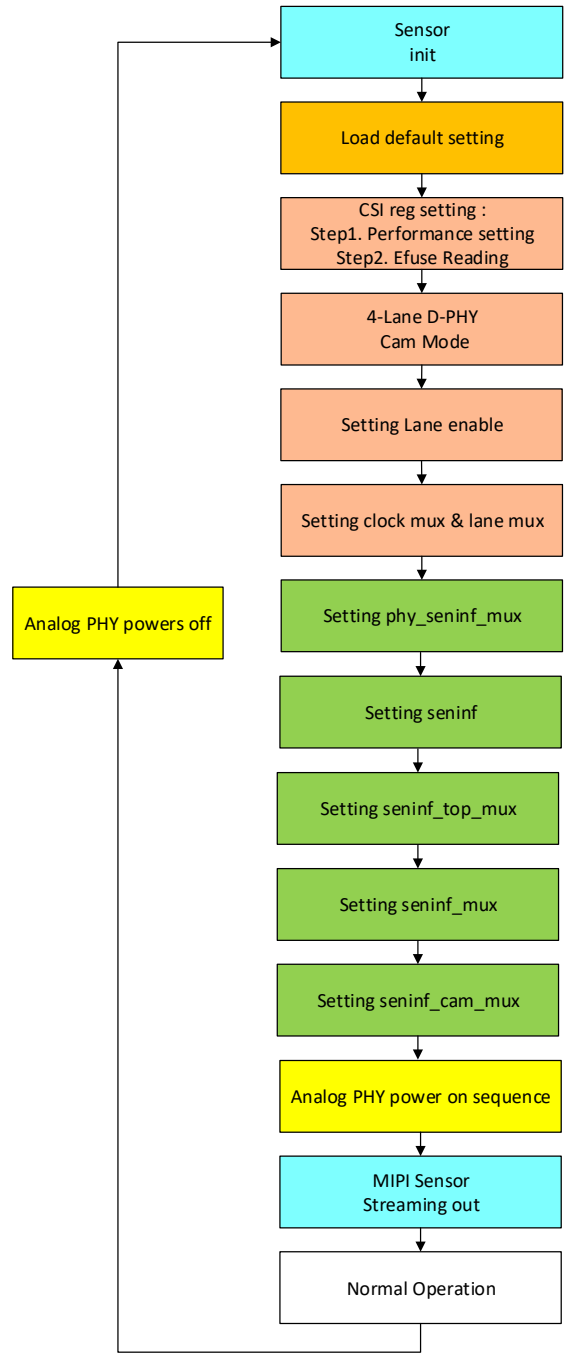 Sensor
init
Load default setting
CSI reg setting :
Step1. Performance setting
Step2. Efuse Reading
4-Lane D-PHY
Cam Mode
Setting Lane enable
Setting clock mux & lane mux
Analog PHY powers off
Setting phy_seninf_mux
Setting seninf
Setting seninf_top_mux
Setting seninf_mux
Setting seninf_cam_mux
Analog PHY power on sequence
MIPI Sensor
Streaming out
Normal Operation